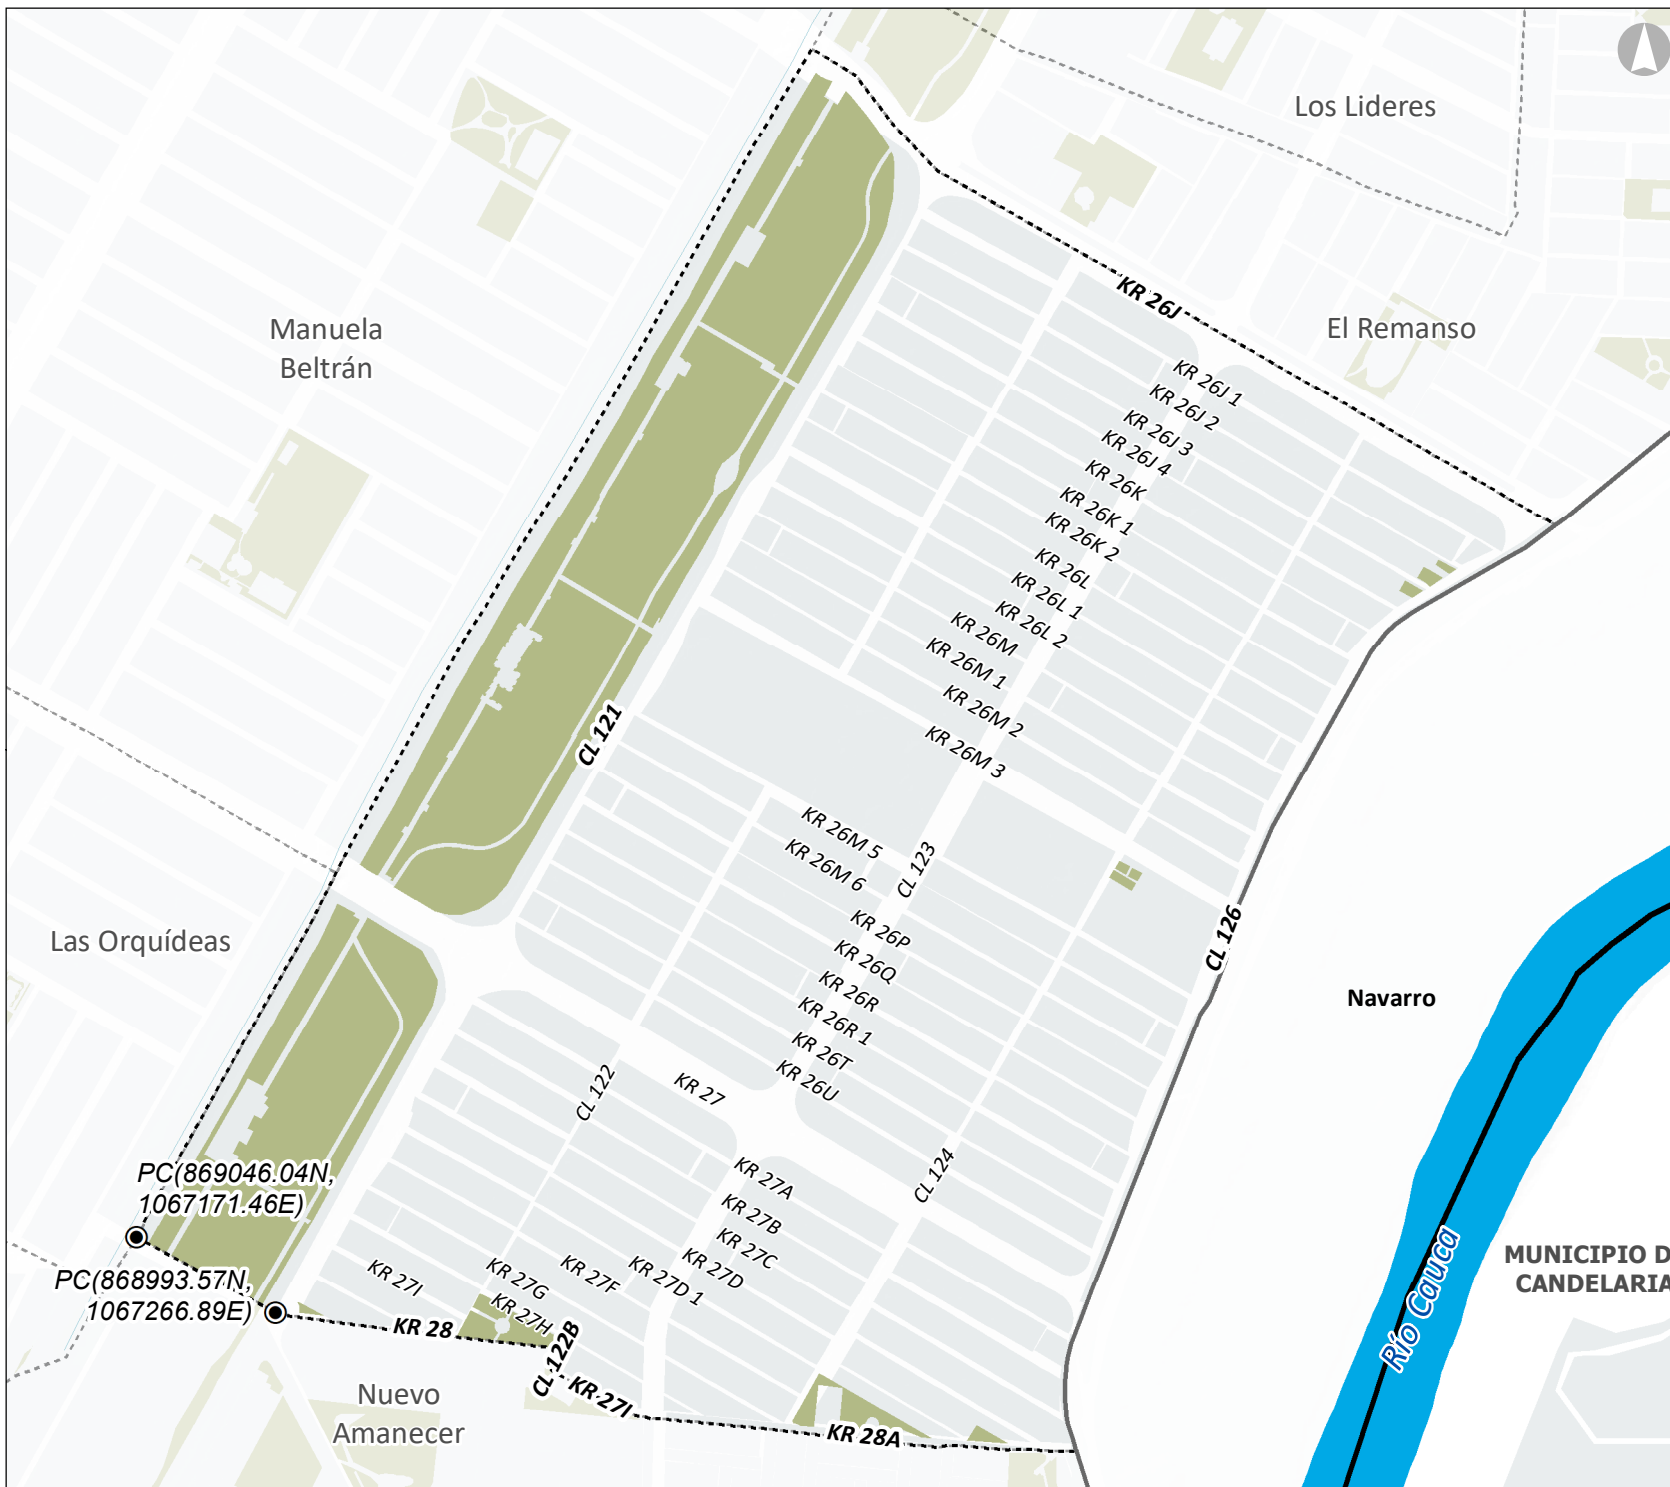 Los Lideres
Manuela
Beltrán
El Remanso
KR 26J
KR 26J 1
KR 26J 2
KR 26J 3
KR 26J 4
KR 26K
KR 26K 1
KR 26K 2
KR 26L
KR 26L 1
KR 26L 2
KR 26M
KR 26M 1
KR 26M 2
KR 26M 3
CL 121
KR 26M 5
KR 26M 6
CL 123
KR 26P
KR 26Q
KR 26R
KR 26R 1
KR 26T
KR 26U
CL 126
Las Orquídeas
Navarro
CL 122
KR 27
CL 124
KR 27A
KR 27B
KR 27C
KR 27D
KR 27D 1
KR 27F
KR 27G
KR 27H
KR 27I
PC(869046.04N,
1067171.46E)
PC(868993.57N,
1067266.89E)
KR 28
CL 122B
KR 27I
KR 28A
Nuevo
Amanecer
Río Cauca
MUNICIPIO D
CANDELARIA